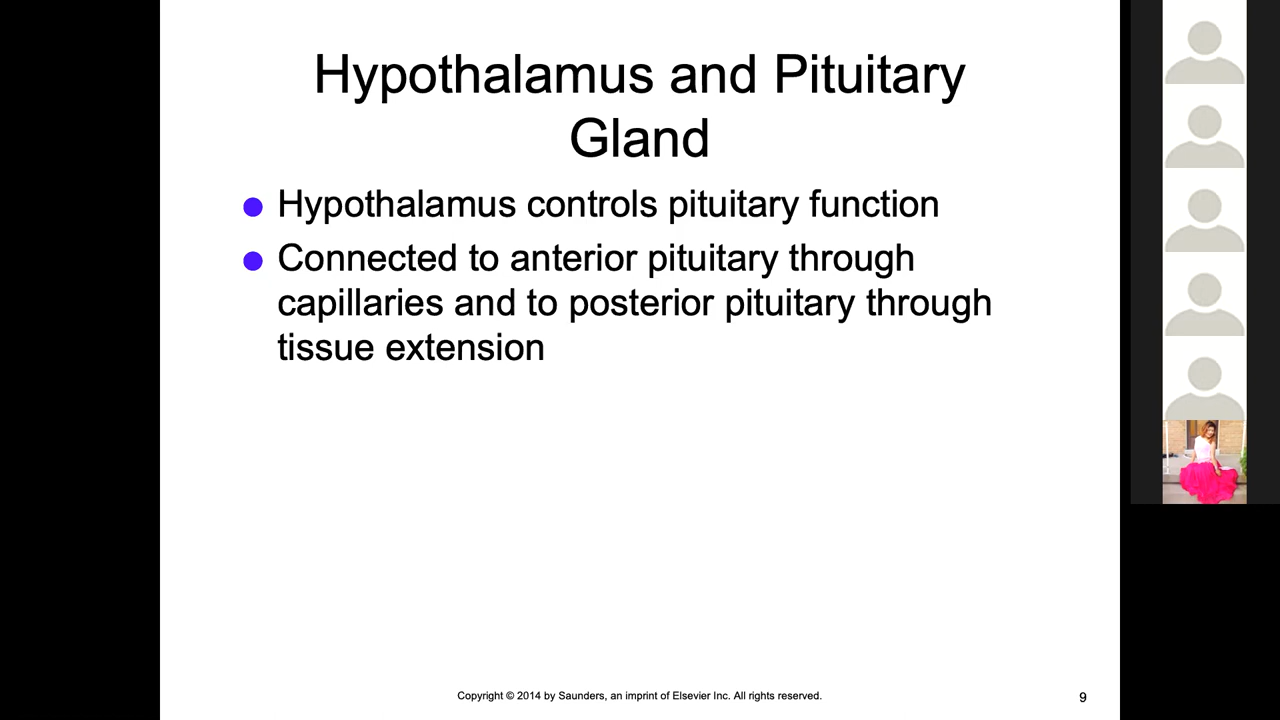 Hypothalamus and Pituitary
Gland
Hypothalamus controls pituitary function
Connected to anterior pituitary through
capillaries and to posterior pituitary through
tissue extension
Copyright © 2014 by Saunders, an imprint of Elsevier Inc. All rights reserved.
9